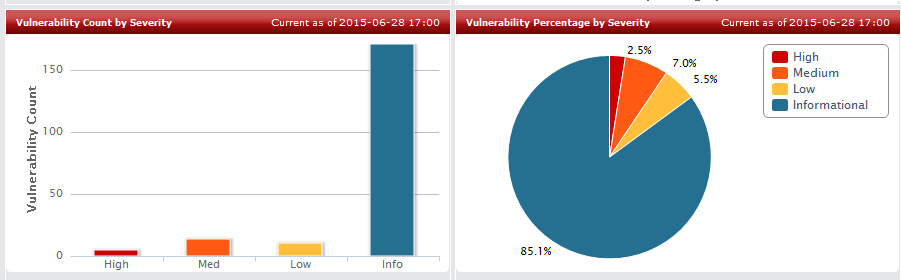 Vulnerability Count by Severity
Current as of 2015-06-28 17:00
150
100
50
0
Vulnerability Count
High
Med
Low
Info
Vulnerability Percentage by Severity
Current as of 2015-06-28 17:00
2.5%
7.0%
5.5%
85.1%
High
Medium
Low
Informational